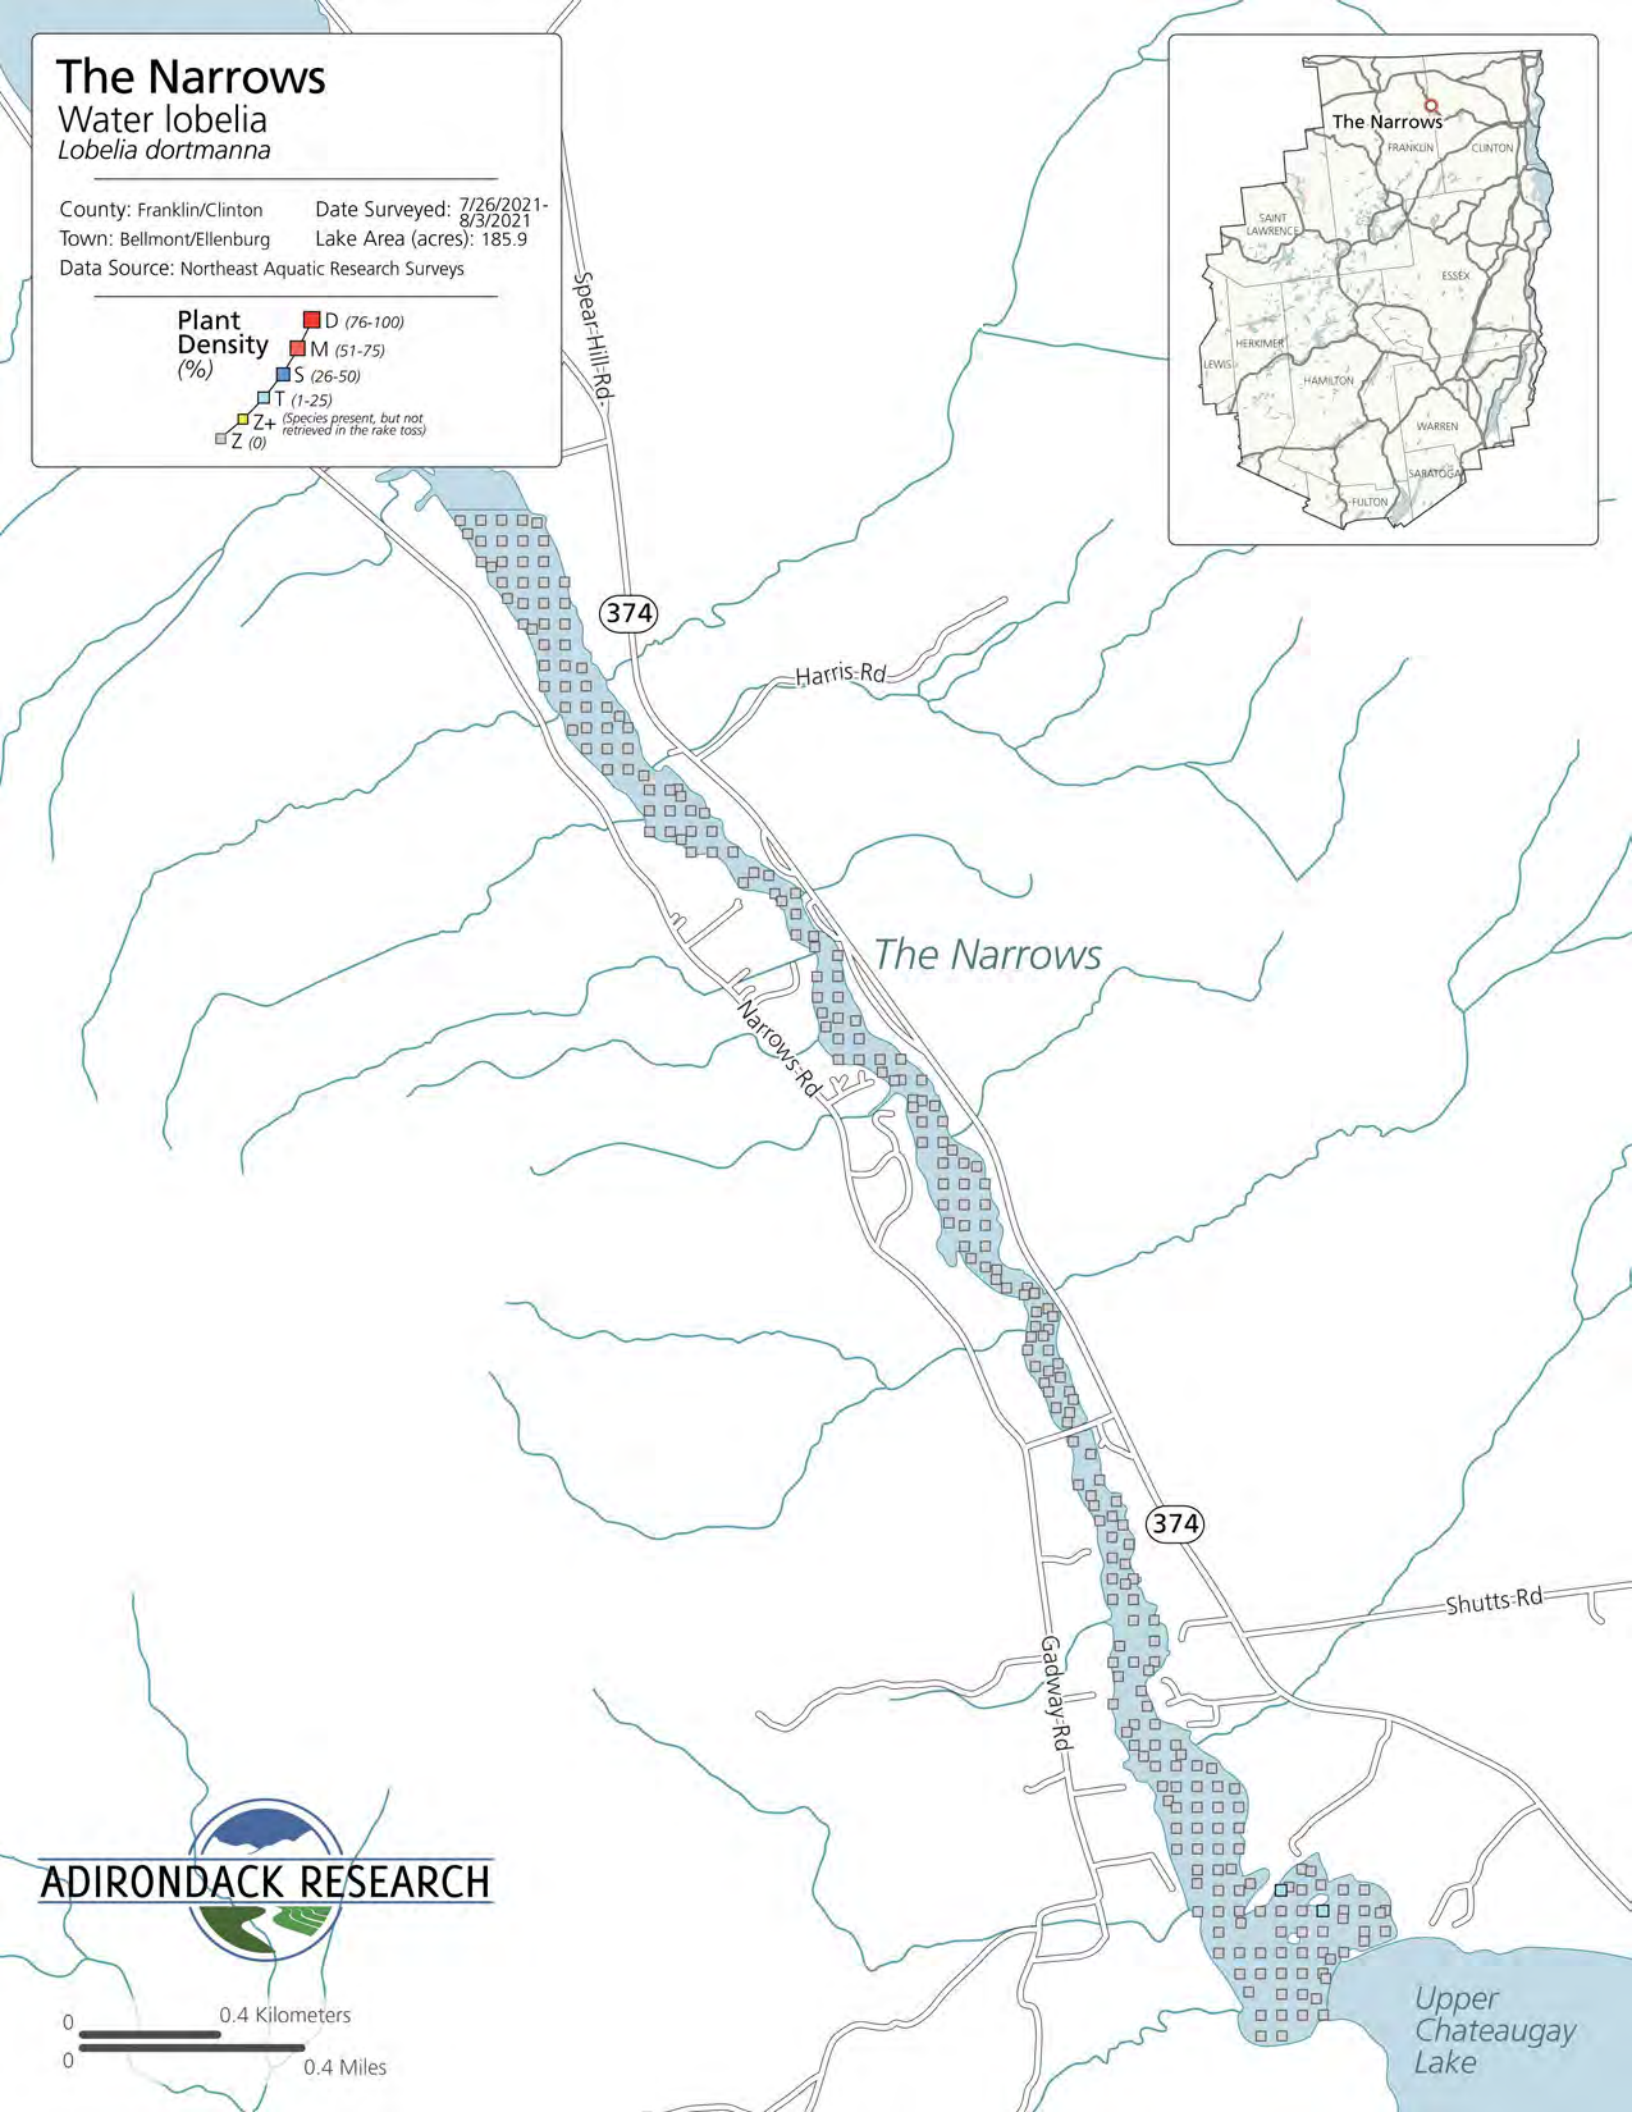 The Narrows
Water lobelia
Lobelia dortmanna
County: Franklin/Clinton
Date Surveyed: 7/26/2021-
8/3/2021
Town: Bellmont/Ellenburg
Lake Area (acres): 185.9
Data Source: Northeast Aquatic Research Surveys
Plant
Density
(%)
D (76-100)
M (51-75)
S (26-50)
T (1-25)
Z+ (Species present, but not
retrieved in the rake toss)
Z (0)
The Narrows
FRANKLIN
CLINTON
SAINT
LAWRENCE
ESSEX
HERKIMER
LEWIS
HAMILTON
WARREN
SARATOGA
FULTON
Spear-Hill-Rd
374
Harris-Rd
The Narrows
Narrows-Rd
374
Shutts-Rd
Gadway-Rd
ADIRONDACK RESEARCH
0
0.4 Kilometers
0
0.4 Miles
Upper
Chateaugay
Lake